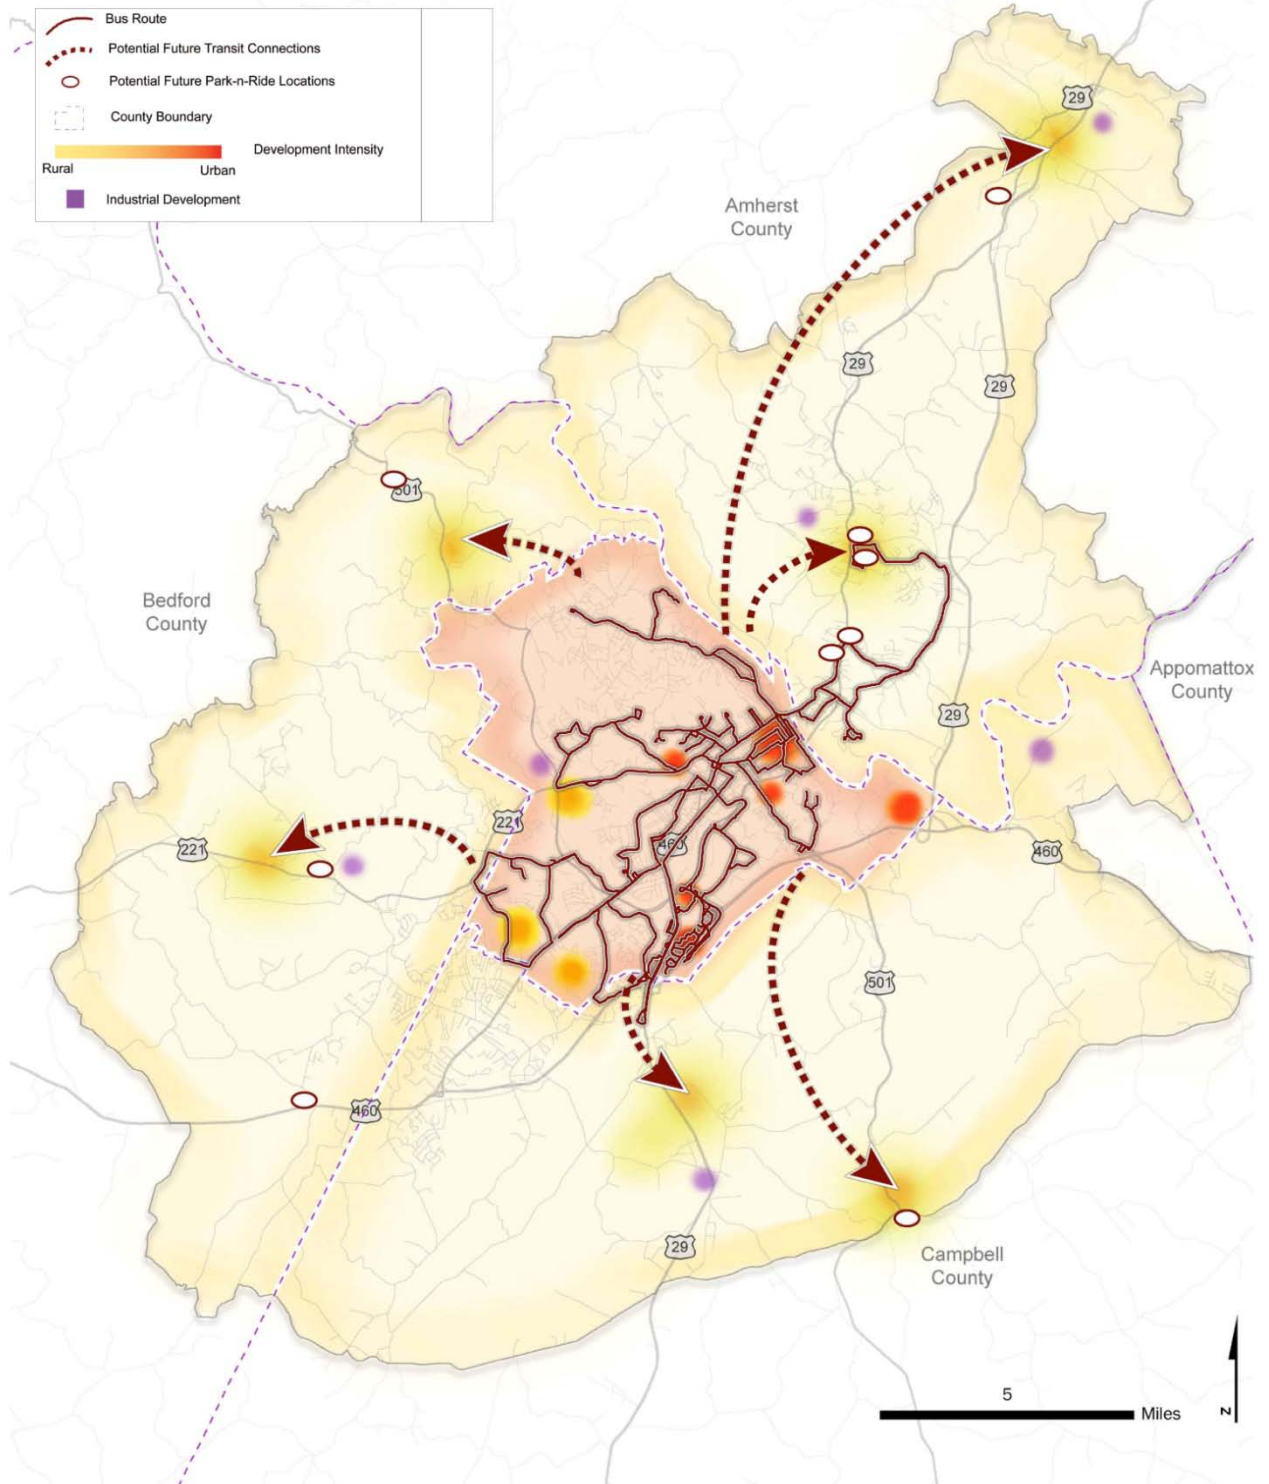 Bus Route
Potential Future Transit Connections
Potential Future Park-n-Ride Locations
County Boundary
Development Intensity
Rural
Urban
Industrial Development
29
Amherst
County
29
29
501
Bedford
County
Appomattox
County
29
221
221
460
460
501
460
29
Campbell
County
5
Miles
N